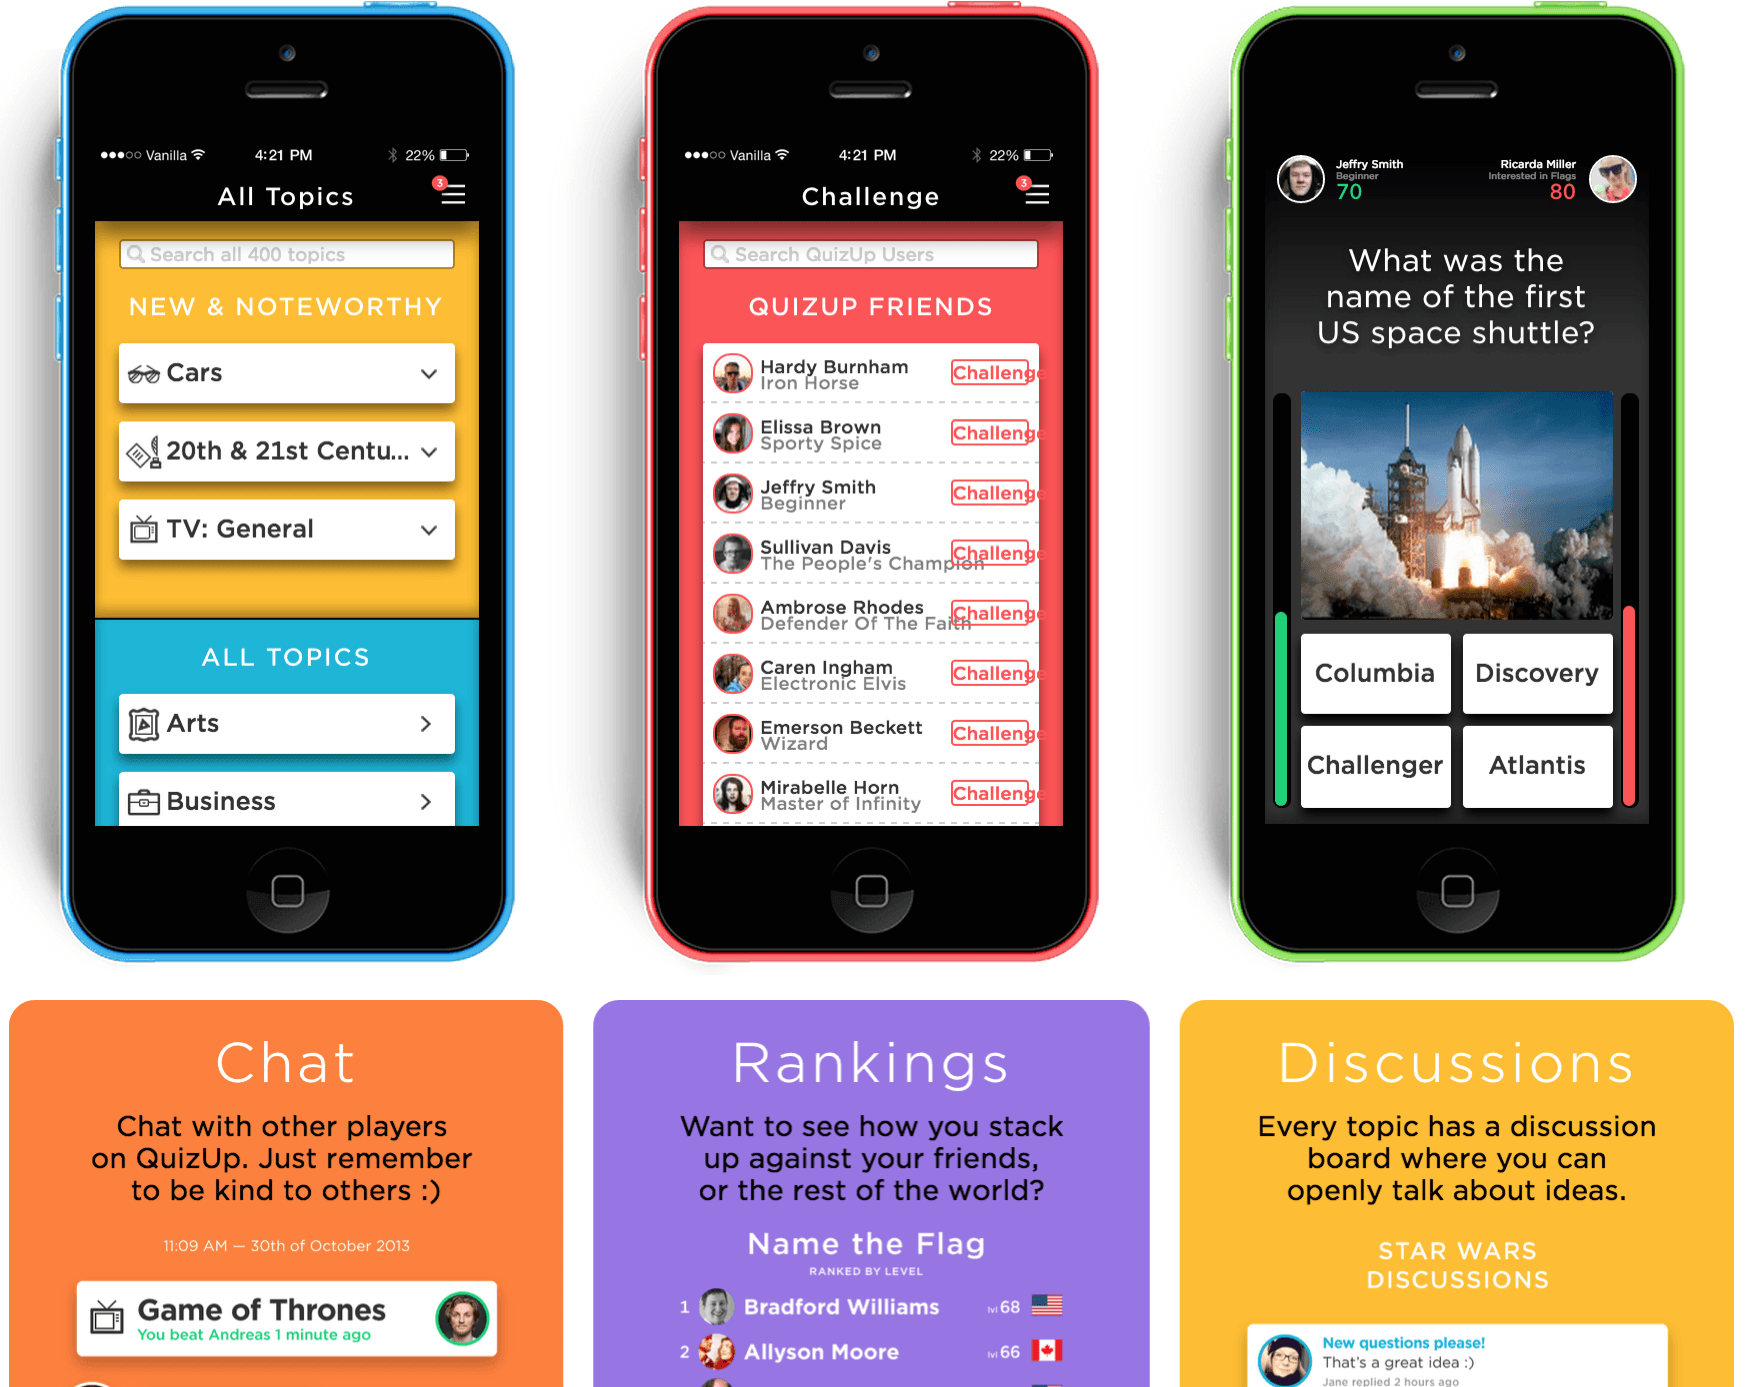 Vanilla
4:21 PM
22%
3
All Topics
Search all 400 topics
NEW & NOTEWORTHY
Cars
20th & 21st Centu...
TV: General
ALL TOPICS
Arts
Business
Vanilla
4:21 PM
22%
3
Challenge
Search QuizUp Users
QUIZUP FRIENDS
Hardy Burnham
Iron Horse
Challenge
Elissa Brown
Sporty Spice
Challenge
Jeffry Smith
Beginner
Challenge
Sullivan Davis
The People's Champion
Challenge
Ambrose Rhodes
Defender Of The Faith
Challenge
Caren Ingham
Electronic Elvis
Challenge
Emerson Beckett
Wizard
Challenge
Mirabelle Horn
Master of Infinity
Challenge
Jeffry Smith
Beginner
70
Ricarda Miller
Interested in Flags
80
What was the
name of the first
US space shuttle?
Columbia
Discovery
Challenger
Atlantis
Chat
Chat with other players
on QuizUp. Just remember
to be kind to others :)
11:09 AM — 30th of October 2013
Game of Thrones
You beat Andreas 1 minute ago
Rankings
Want to see how you stack
up against your friends,
or the rest of the world?
Name the Flag
RANKED BY LEVEL
1 Bradford Williams lvl 68
2 Allyson Moore lvl 66
Discussions
Every topic has a discussion
board where you can
openly talk about ideas.
STAR WARS
DISCUSSIONS
New questions please!
That's a great idea :)
Jane replied 2 hours ago